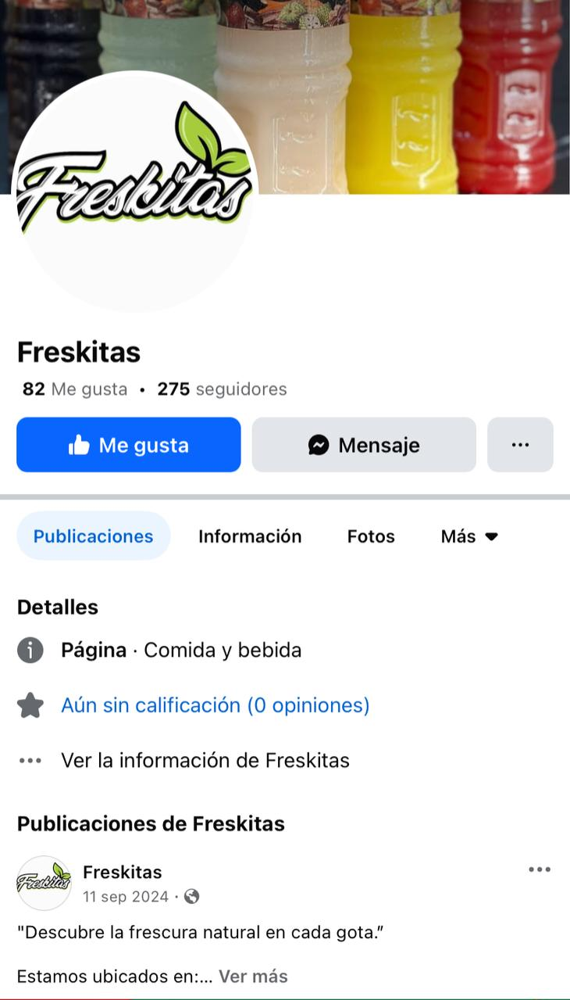 Freskitas
Freskitas
82 Me gusta • 275 seguidores
Me gusta
Mensaje
Publicaciones
Información
Fotos
Más
Detalles
Página · Comida y bebida
Aún sin calificación (0 opiniones)
Ver la información de Freskitas
Publicaciones de Freskitas
Freskitas
Freskitas
11 sep 2024 ·
"Descubre la frescura natural en cada gota.”
Estamos ubicados en:... Ver más